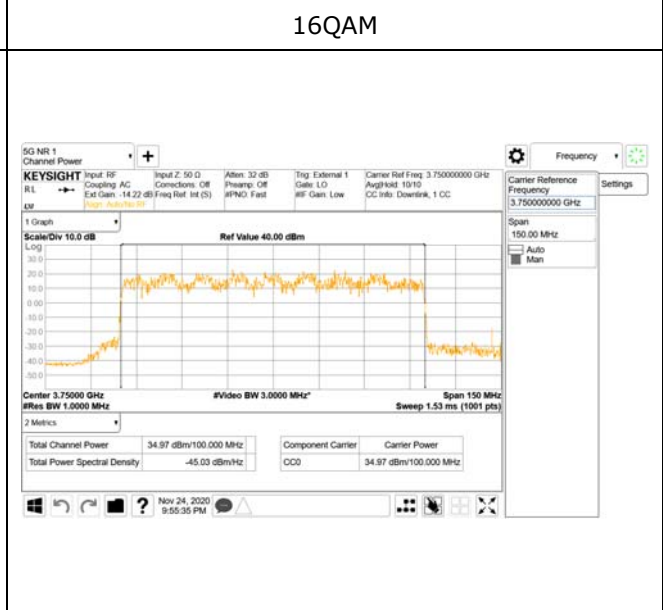 16QAM
5G NR 1
Channel Power
Frequency
KEYSIGHT
RL
Input: RF
Coupling: AC
Ext Gain: -14.22 dB
Align: Auto/No RF
Input Z: 50 Ω
Corrections: Off
Freq Ref: Int (S)
Atten: 32 dB
Preamp: Off
#PNO: Fast
Trig: External 1
Gate: LO
#IF Gain: Low
Carrier Ref Freq: 3.750000000 GHz
Avg|Hold: 10/10
CC Info: Downlink, 1 CC
Carrier Reference
Frequency
3.750000000 GHz
Settings
Span
150.00 MHz
Auto
Man
1 Graph
Scale/Div 10.0 dB
Ref Value 40.00 dBm
Log
30.0
20.0
10.0
0.00
-10.0
-20.0
-30.0
-40.0
-50.0
Center 3.75000 GHz
#Video BW 3.0000 MHz*
Span 150 MHz
#Res BW 1.0000 MHz
Sweep 1.53 ms (1001 pts)
2 Metrics
Total Channel Power 34.97 dBm/100.000 MHz
Total Power Spectral Density -45.03 dBm/Hz
Component Carrier Carrier Power
CC0 34.97 dBm/100.000 MHz
?
Nov 24, 2020
9:55:35 PM